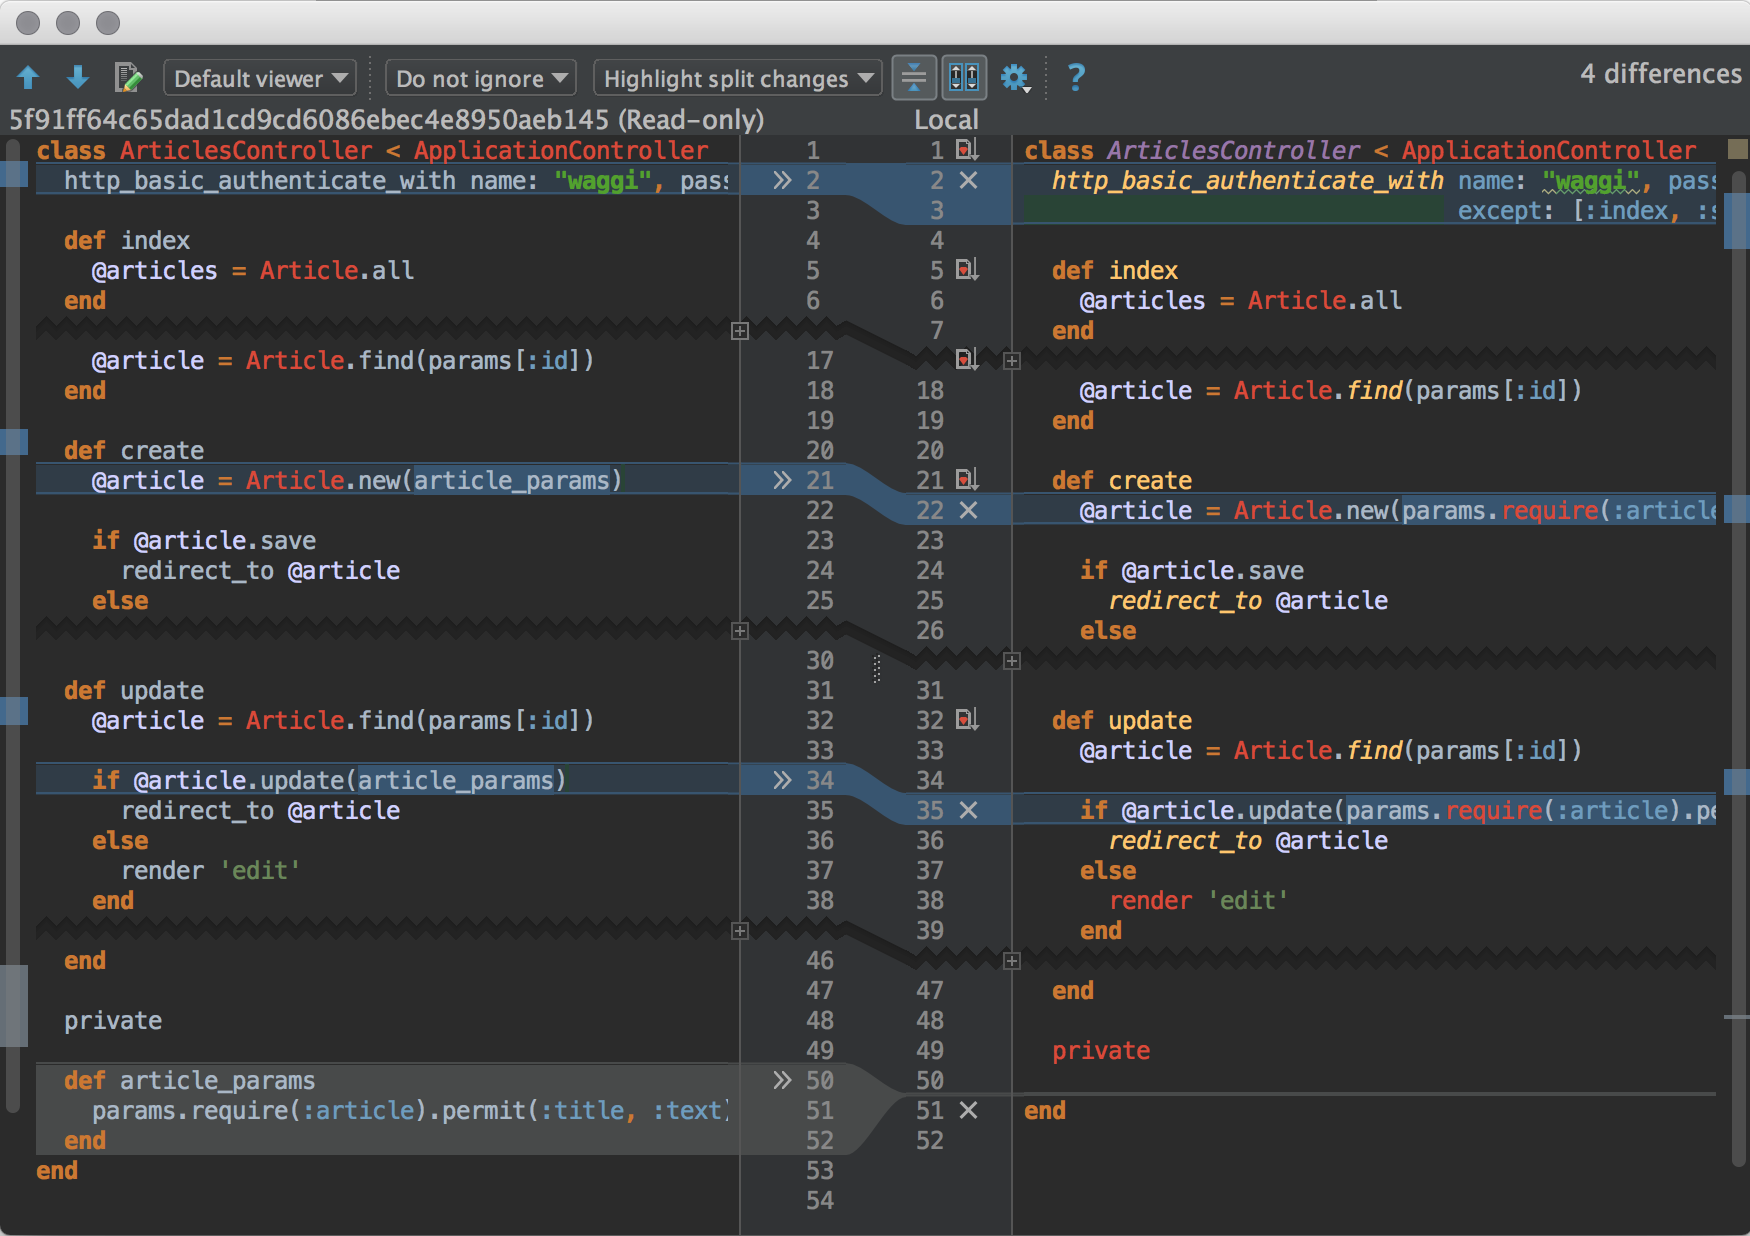 Default viewer
Do not ignore
Highlight split changes
?
4 differences
5f91ff64c65dad1cd9cd6086ebec4e8950aeb145 (Read-only)
Local
class ArticlesController < ApplicationController
http_basic_authenticate_with name: "waggi", pass
def index
@articles = Article.all
end
@article = Article.find(params[:id])
end
def create
@article = Article.new(article_params)
if @article.save
redirect_to @article
else
def update
@article = Article.find(params[:id])
if @article.update(article_params)
redirect_to @article
else
render 'edit'
end
end
private
def article_params
params.require(:article).permit(:title, :text)
end
end
1
2
3
4
5
6
17
18
19
20
21
22
23
24
25
30
31
32
33
34
35
36
37
38
46
47
48
49
50
51
52
53
54
1
2
3
4
5
6
7
18
19
20
21
22
23
24
25
26
31
32
33
34
35
36
37
38
39
47
48
49
50
51
52
class ArticlesController < ApplicationController
http_basic_authenticate_with name: "waggi", pass
except: [:index, :s
def index
@articles = Article.all
end
@article = Article.find(params[:id])
end
def create
@article = Article.new(params.require(:article
if @article.save
redirect_to @article
else
def update
@article = Article.find(params[:id])
if @article.update(params.require(:article).pe
redirect_to @article
else
render 'edit'
end
end
private
end